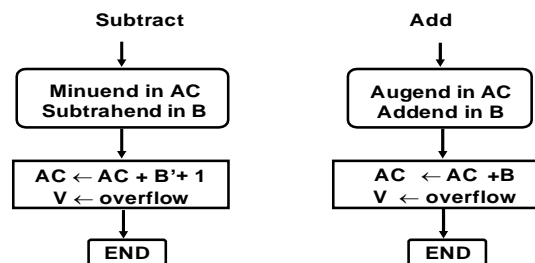 Subtract
Minuend in AC
Subtrahend in B
AC ← AC + B’+ 1
V ← overflow
END
Add
Augend in AC
Addend in B
AC ← AC +B
V ← overflow
END